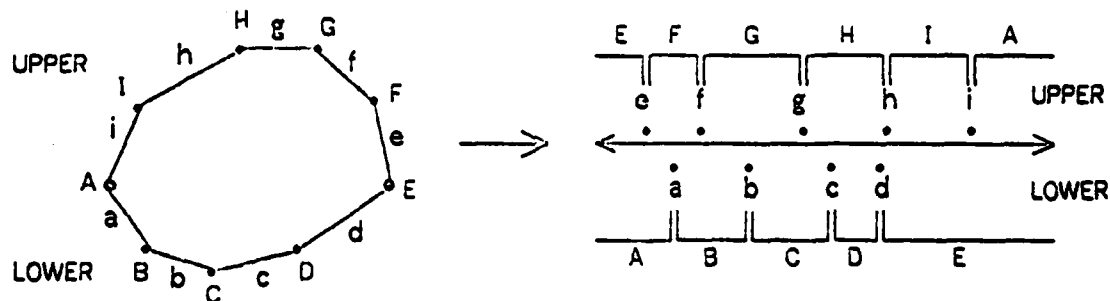 H g G
h f
UPPER
I F
i e
A E
a d
LOWER B b C c D
E F G H I A
e f g h i UPPER
a b c d LOWER
A B C D E